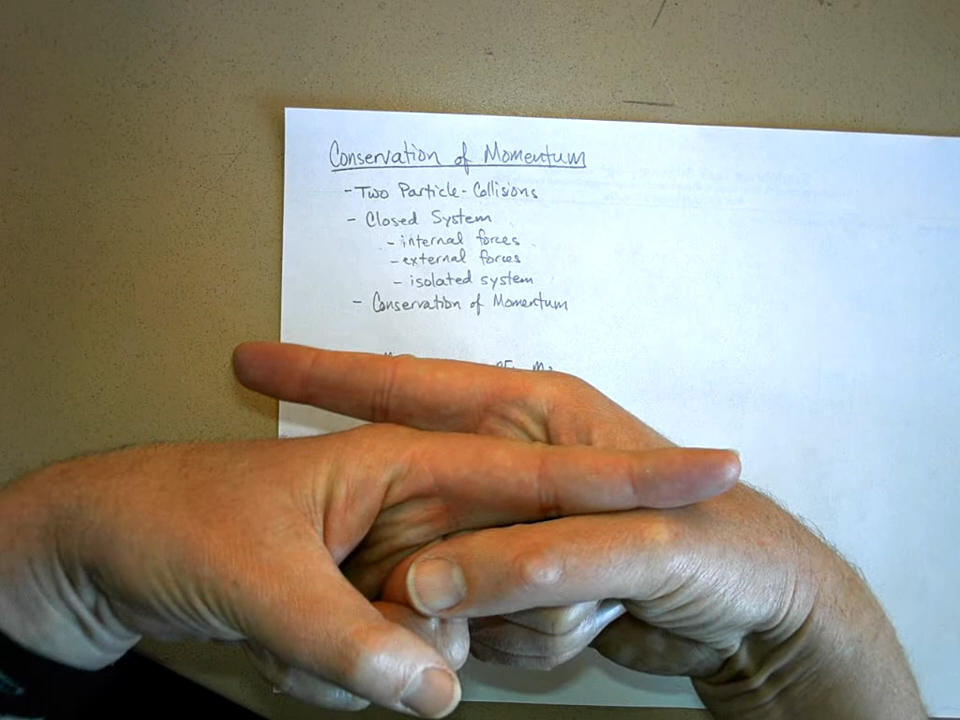 Conservation of Momentum
- Two Particle - Collisions
- Closed System
- internal forces
- external forces
- isolated system
- Conservation of Momentum